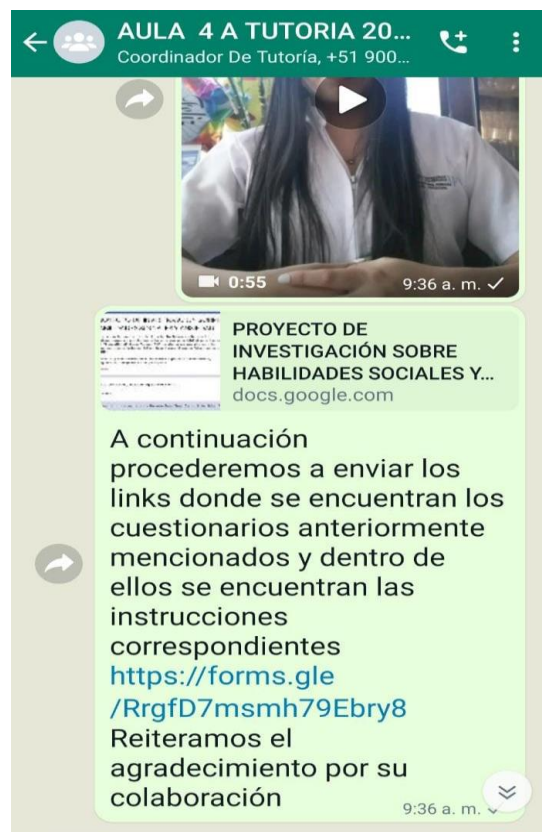 AULA 4 A TUTORIA 20...
Coordinador De Tutoría, +51 900...
0:55
9:36 a. m.
PROYECTO DE
INVESTIGACIÓN SOBRE
HABILIDADES SOCIALES Y...
docs.google.com
A continuación
procederemos a enviar los
links donde se encuentran los
cuestionarios anteriormente
mencionados y dentro de
ellos se encuentran las
instrucciones
correspondientes
https://forms.gle
/RrgfD7msmh79Ebry8
Reiteramos el
agradecimiento por su
colaboración
9:36 a. m.